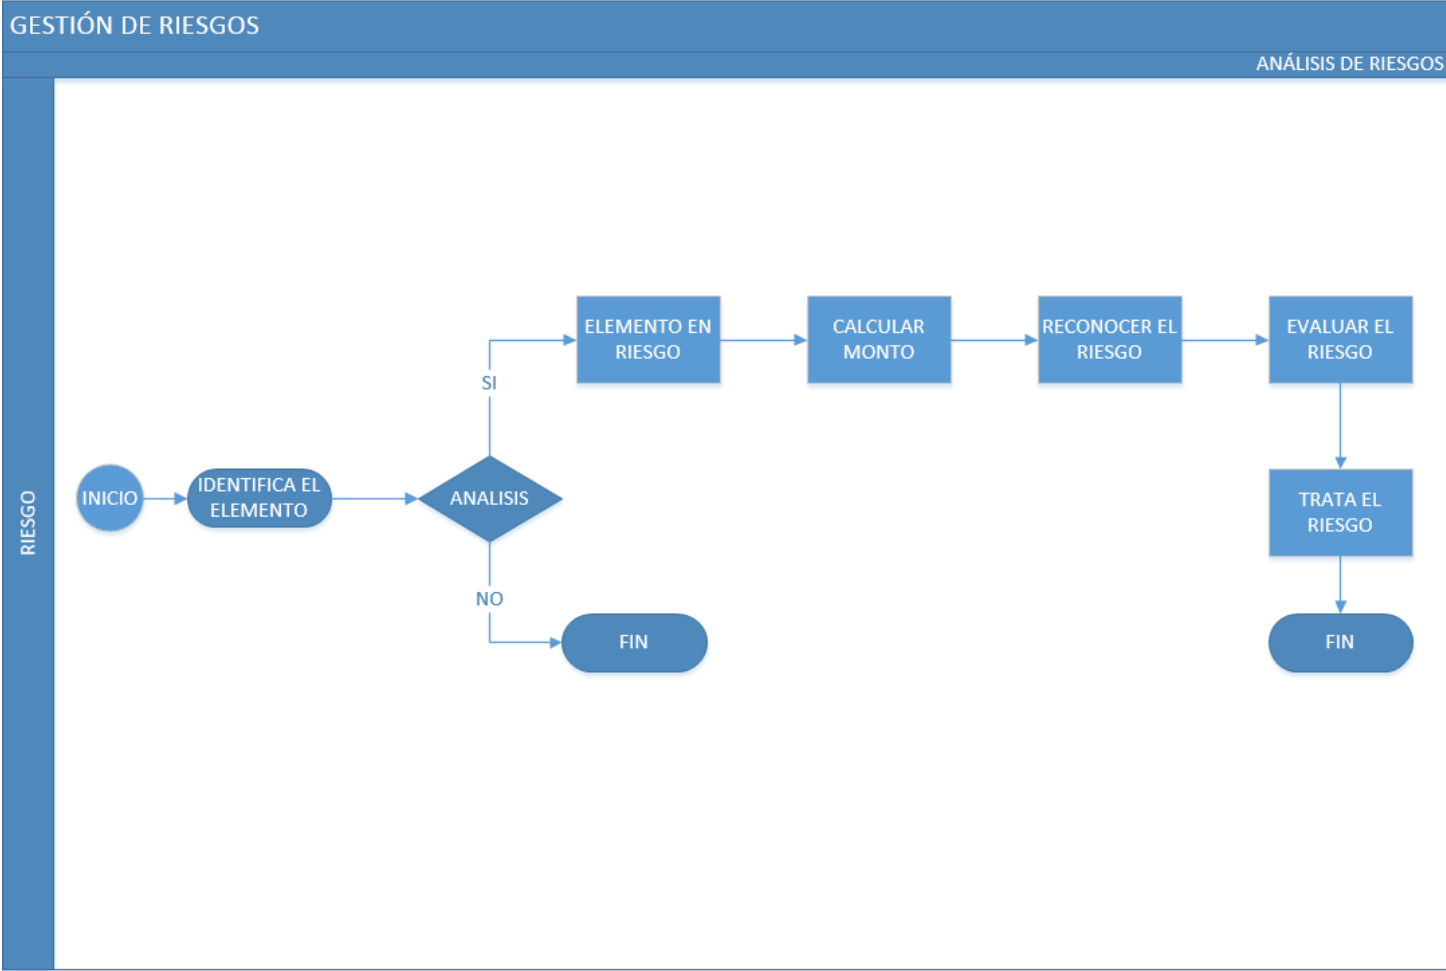 GESTIÓN DE RIESGOS
ANÁLISIS DE RIESGOS
RIESGO
INICIO
IDENTIFICA EL
ELEMENTO
ANALISIS
SI
ELEMENTO EN
RIESGO
CALCULAR
MONTO
RECONOCER EL
RIESGO
EVALUAR EL
RIESGO
TRATA EL
RIESGO
FIN
NO
FIN